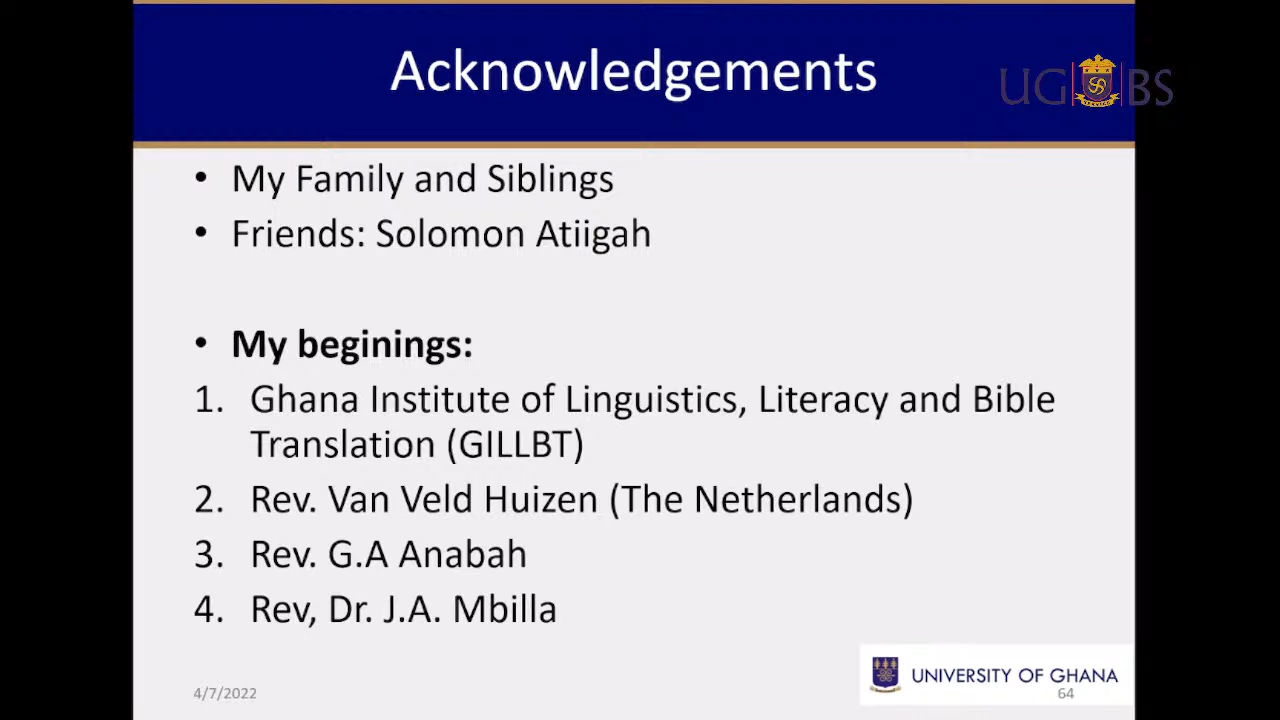 Acknowledgements
UG BS
• My Family and Siblings
• Friends: Solomon Atiigah
• My beginings:
1. Ghana Institute of Linguistics, Literacy and Bible
Translation (GILLBT)
2. Rev. Van Veld Huizen (The Netherlands)
3. Rev. G.A Anabah
4. Rev, Dr. J.A. Mbilla
4/7/2022
UNIVERSITY OF GHANA
64